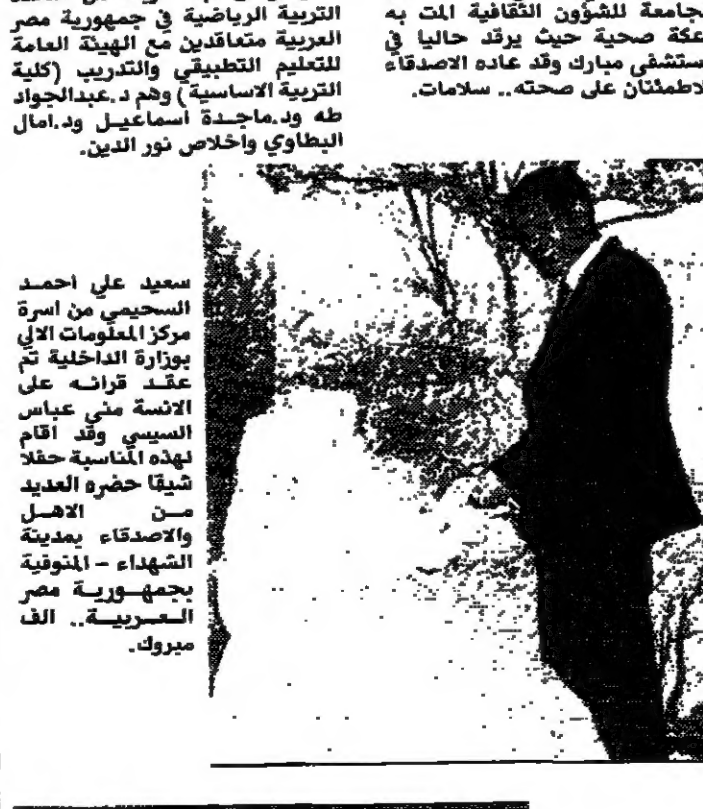 جامعة للشؤون الثقافية المت به
عكة صحية حيث يرقد حاليا في
ستشفى مبارك وقد عاده الاصدقاء
لاطمئنان على صحته.. سلامات.
التربية الرياضية في جمهورية مصر
العربية متعاقدين مع الهيئة العامة
للتعليم التطبيقي والتدريب (كلية
التربية الاساسية) وهم د.عبدالجواد
طه ود.ماجدة اسماعيل ود.امال
البطاوي واخلاص نور الدين.
سعيد علي احمد
السحيمي من اسرة
مركز المعلومات الالي
بوزارة الداخلية تم
عقد قرانه على
الانسة منى عباس
السيسي وقد اقام
لهذه المناسبة حفلا
شيقا حضره العديد
من الاهل
والاصدقاء بمدينة
الشهداء - المنوفية
بجمهورية مصر
العربية.. الف
مبروك.